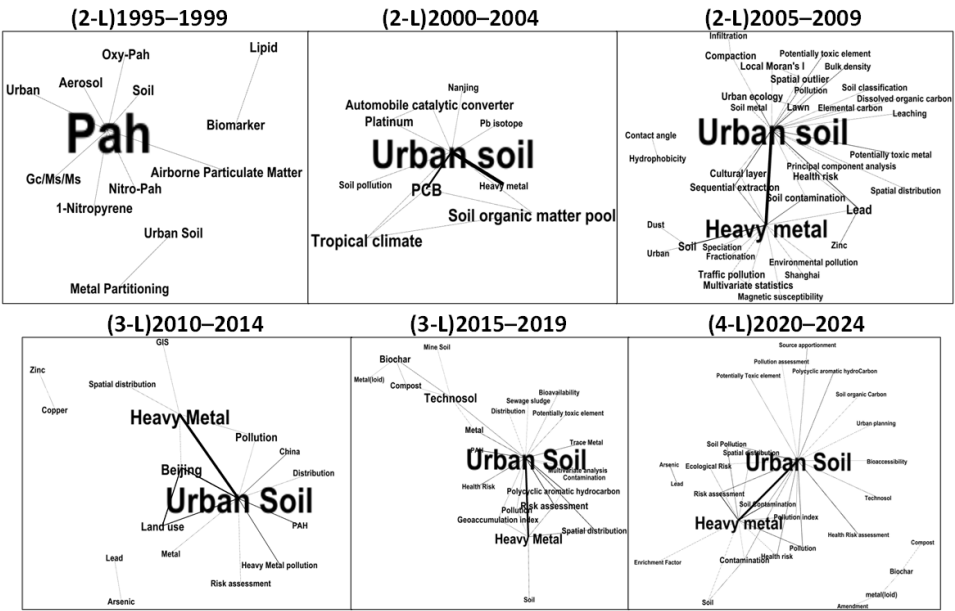 (2-L)1995–1999
Oxy-Pah
Lipid
Aerosol
Urban
Soil
Pah
Biomarker
Gc/Ms/Ms
Airborne Particulate Matter
Nitro-Pah
1-Nitropyrene
Urban Soil
Metal Partitioning
(2-L)2000–2004
Nanjing
Automobile catalytic converter
Platinum
Pb isotope
Urban soil
Soil pollution
PCB
Heavy metal
Soil organic matter pool
Tropical climate
(2-L)2005–2009
Infiltration
Compaction
Potentially toxic element
Local Moran's I
Bulk density
Spatial outlier
Pollution
Soil classification
Urban ecology
Dissolved organic carbon
Soil metal
Lawn
Elemental carbon
Leaching
Urban soil
Contact angle
Hydrophobicity
Potentially toxic metal
Principal component analysis
Cultural layer
Health risk
Sequential extraction
Spatial distribution
Soil contamination
Lead
Dust
Heavy metal
Soil
Speciation
Zinc
Urban
Fractionation
Environmental pollution
Traffic pollution
Shanghai
Multivariate statistics
Magnetic susceptibility
(3-L)2010–2014
GIS
Zinc
Spatial distribution
Copper
Heavy Metal
Pollution
China
Beijing
Distribution
Urban Soil
Land use
PAH
Metal
Lead
Heavy Metal pollution
Risk assessment
Arsenic
(3-L)2015–2019
Mine Soil
Biochar
Metal(loid)
Compost
Technosol
Bioavailability
Sewage sludge
Distribution
Potentially toxic element
Metal
Trace Metal
PAH
Urban Soil
Multivariate analysis
Contamination
Health Risk
Polycyclic aromatic hydrocarbon
Risk assessment
Pollution
Geoaccumulation index
Spatial distribution
Heavy Metal
Soil
(4-L)2020–2024
Source apportionment
Pollution assessment
Potentially Toxic element
Polycyclic aromatic hydroCarbon
Soil organic Carbon
Urban planning
Soil Pollution
Spatial distribution
Arsenic
Ecological Risk
Urban Soil
Bioaccessibility
Lead
Risk assessment
Technosol
Soil Contamination
Heavy metal
Pollution index
Health Risk assessment
Pollution
Compost
Health risk
Enrichment Factor
Contamination
Biochar
metal(loid)
Soil
Amendment